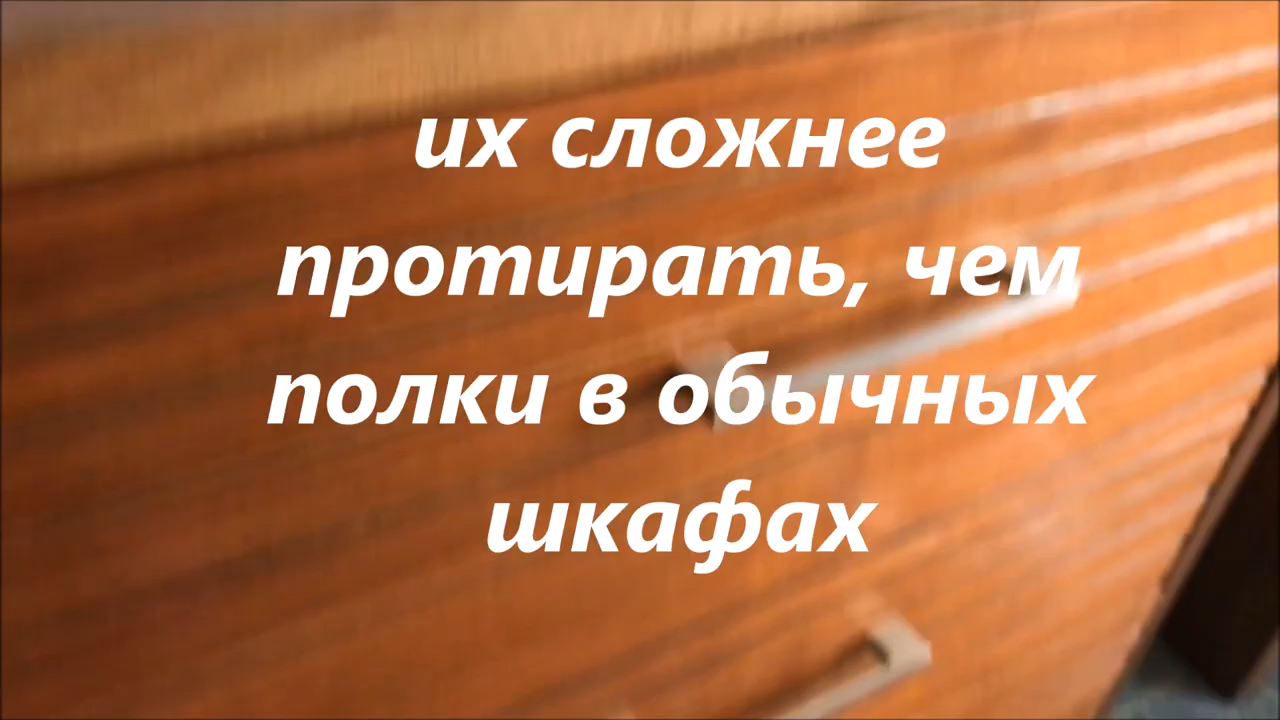 их сложнее
протирать, чем
полки в обычных
шкафах